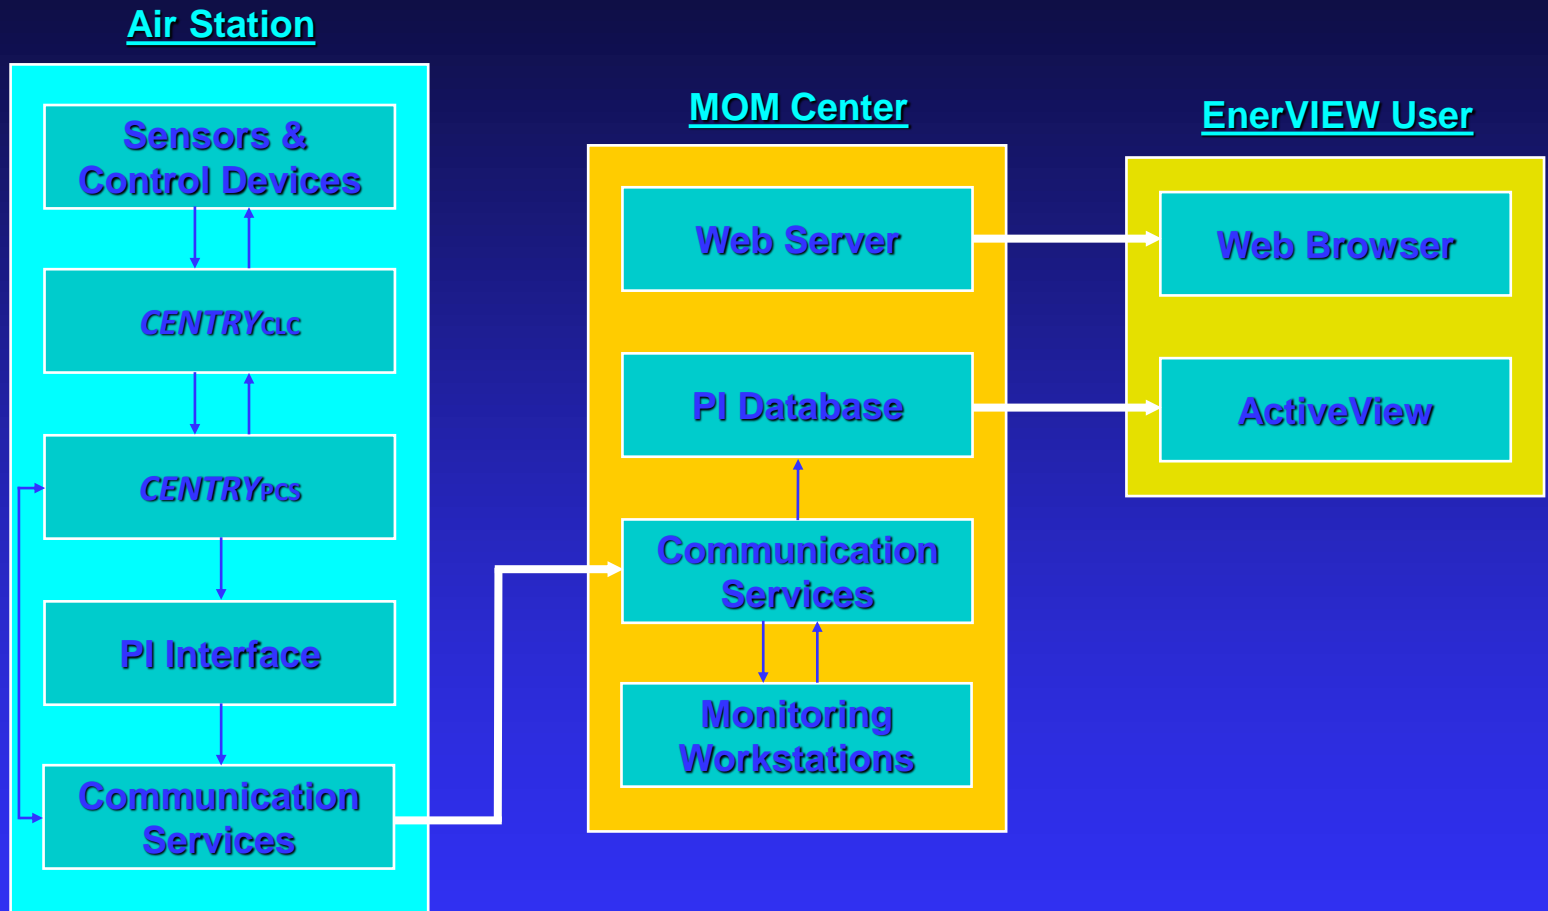 Air Station
Sensors &
Control Devices
CENTRYCLC
CENTRYPCS
PI Interface
Communication
Services
MOM Center
Web Server
PI Database
Communication
Services
Monitoring
Workstations
EnerVIEW User
Web Browser
ActiveView